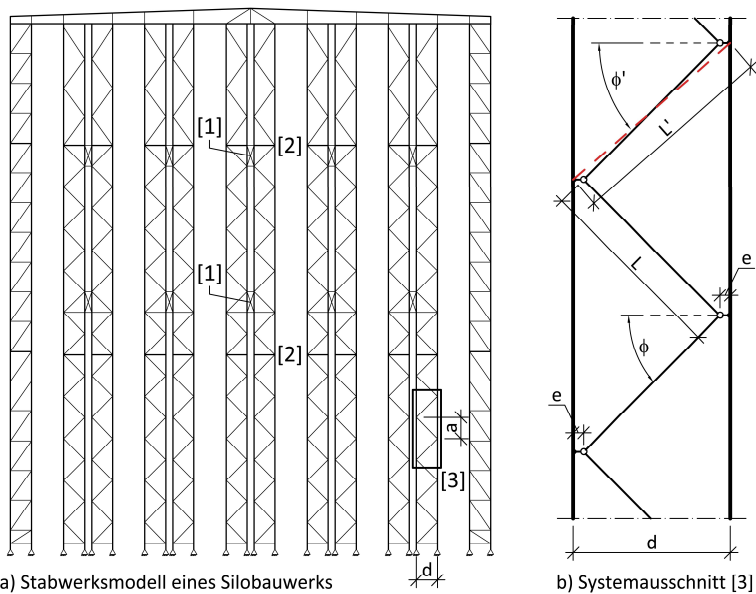 [1]
[2]
[1]
[2]
a
[3]
d
a) Stabwerksmodell eines Silobauwerks
ϕ'
L'
L
e
ϕ
e
d
b) Systemausschnitt [3]